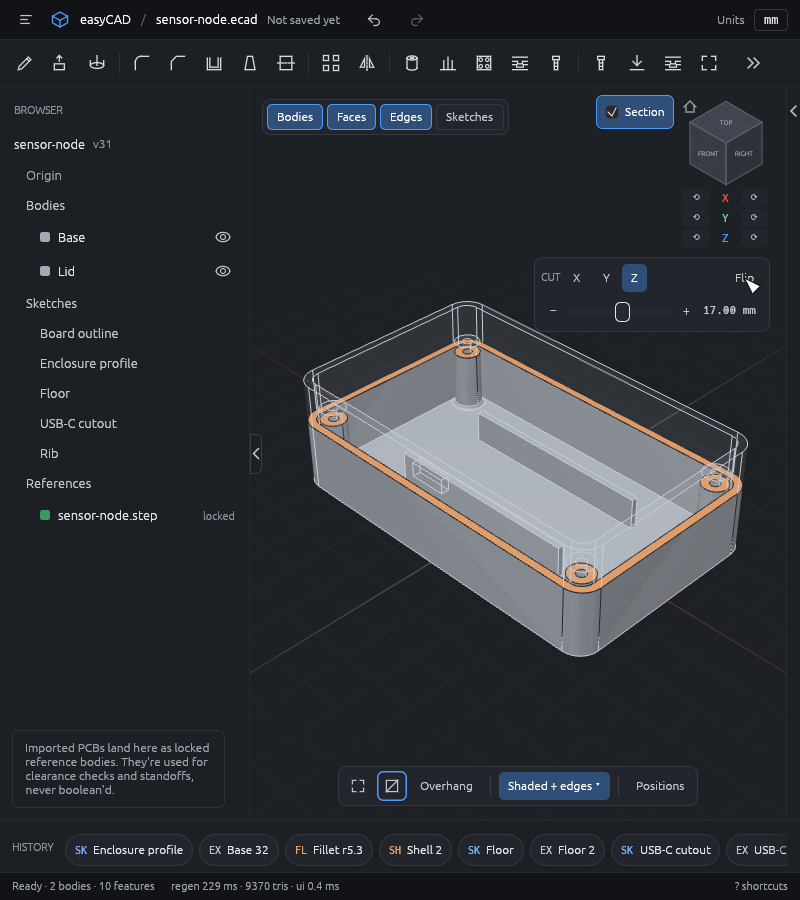 easyCAD / sensor-node.ecad Not saved yet Units mm
BROWSER
sensor-node v31
Origin
Bodies
Base
Lid
Sketches
Board outline
Enclosure profile
Floor
USB-C cutout
Rib
References
sensor-node.step locked
Imported PCBs land here as locked
reference bodies. They're used for
clearance checks and standoffs,
never boolean'd.
Bodies Faces Edges Sketches
Section
TOP
FRONT RIGHT
X
Y
Z
CUT X Y Z Flip
− + 17.00 mm
Overhang Shaded + edges Positions
HISTORY SK Enclosure profile EX Base 32 FL Fillet r5.3 SH Shell 2 SK Floor EX Floor 2 SK USB-C cutout EX USB-C
Ready · 2 bodies · 10 features regen 229 ms · 9370 tris · ui 0.4 ms ? shortcuts